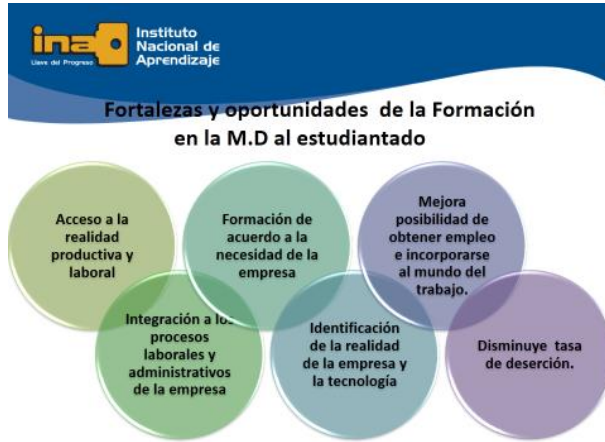 ina
Llave del Progreso
Instituto
Nacional de
Aprendizaje
Fortalezas y oportunidades de la Formación
en la M.D al estudiantado
Acceso a la
realidad
productiva y
laboral
Formación de
acuerdo a la
necesidad de la
empresa
Mejora
posibilidad de
obtener empleo
e incorporarse
al mundo del
trabajo.
Integración a los
procesos
laborales y
administrativos
de la empresa
Identificación
de la realidad
de la empresa y
la tecnología
Disminuye tasa
de deserción.